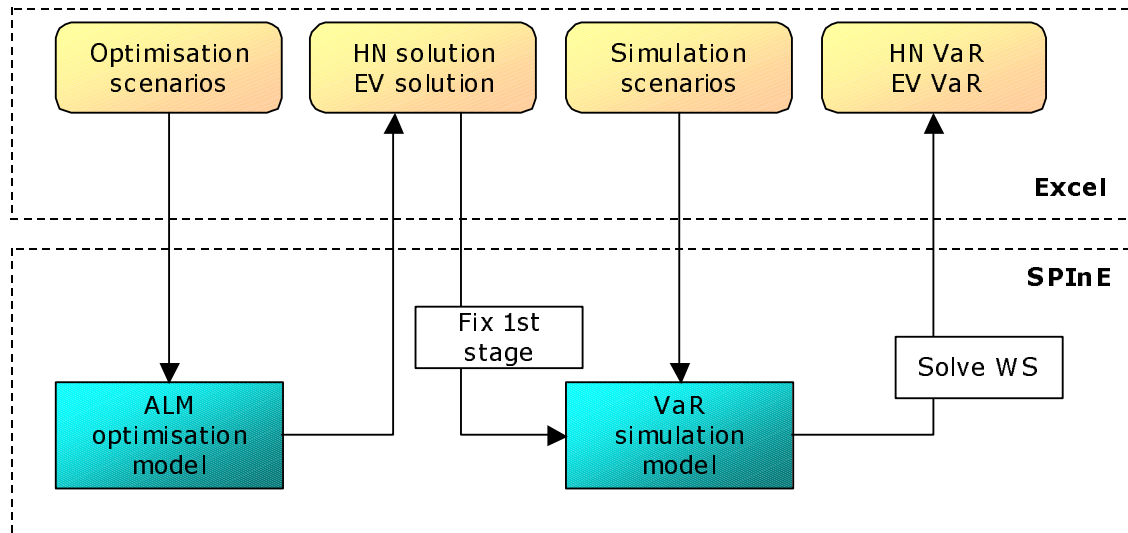 Optimisation
scenarios
HN solution
EV solution
Simulation
scenarios
HN VaR
EV VaR
Excel
SPInE
Fix 1st
stage
Solve WS
ALM
optimisation
model
VaR
simulation
model